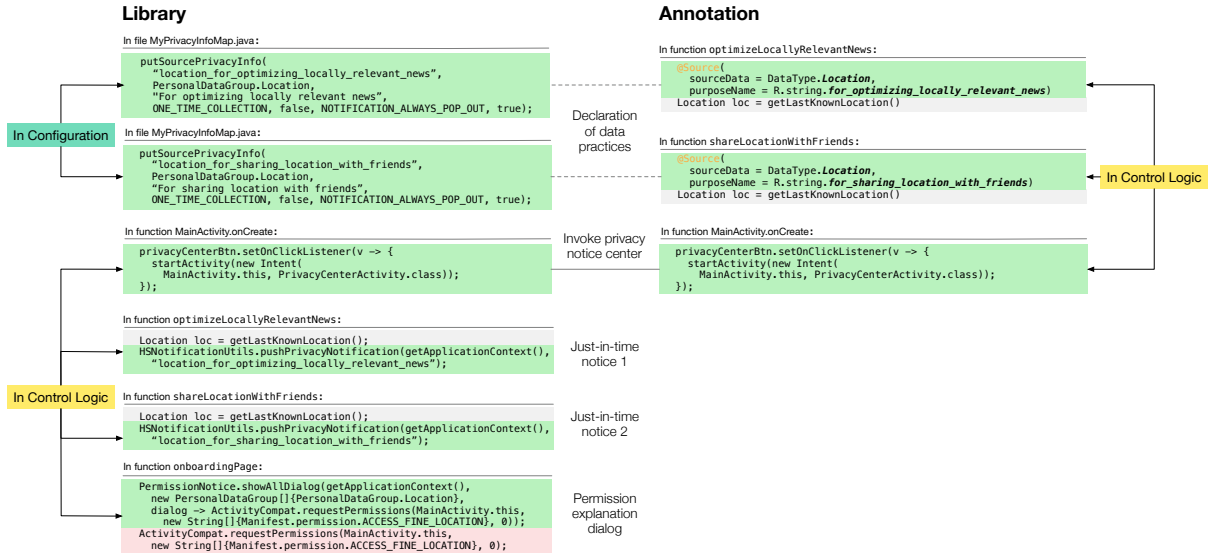 Library
In file MyPrivacyInfoMap.java:
putSourcePrivacyInfo(
“location_for_optimizing_locally_relevant_news”,
PersonalDataGroup.Location,
"For optimizing locally relevant news”,
ONE_TIME_COLLECTION, false, NOTIFICATION_ALWAYS_POP_OUT, true);
In file MyPrivacyInfoMap.java:
putSourcePrivacyInfo(
“location_for_sharing_location_with_friends”,
PersonalDataGroup.Location,
“For sharing location with friends”,
ONE_TIME_COLLECTION, false, NOTIFICATION_ALWAYS_POP_OUT, true);
In Configuration
In function MainActivity.onCreate:
privacyCenterBtn.setOnClickListener(v -> {
startActivity(new Intent(
MainActivity.this, PrivacyCenterActivity.class));
});
In function optimizeLocallyRelevantNews:
Location loc = getLastKnownLocation();
HSNotificationUtils.pushPrivacyNotification(getApplicationContext(),
“location_for_optimizing_locally_relevant_news”);
In function shareLocationWithFriends:
Location loc = getLastKnownLocation();
HSNotificationUtils.pushPrivacyNotification(getApplicationContext(),
“location_for_sharing_location_with_friends”);
In function onboardingPage:
PermissionNotice.showAllDialog(getApplicationContext(),
new PersonalDataGroup[]{PersonalDataGroup.Location},
dialog -> ActivityCompat.requestPermissions(MainActivity.this,
new String[]{Manifest.permission.ACCESS_FINE_LOCATION}, 0));
ActivityCompat.requestPermissions(MainActivity.this,
new String[]{Manifest.permission.ACCESS_FINE_LOCATION}, 0);
In Control Logic
Declaration
of data
practices
Invoke privacy
notice center
Just-in-time
notice 1
Just-in-time
notice 2
Permission
explanation
dialog
Annotation
In function optimizeLocallyRelevantNews:
@Source(
sourceData = DataType.Location,
purposeName = R.string.for_optimizing_locally_relevant_news)
Location loc = getLastKnownLocation()
In function shareLocationWithFriends:
@Source(
sourceData = DataType.Location,
purposeName = R.string.for_sharing_location_with_friends)
Location loc = getLastKnownLocation()
In function MainActivity.onCreate:
privacyCenterBtn.setOnClickListener(v -> {
startActivity(new Intent(
MainActivity.this, PrivacyCenterActivity.class));
});
In Control Logic